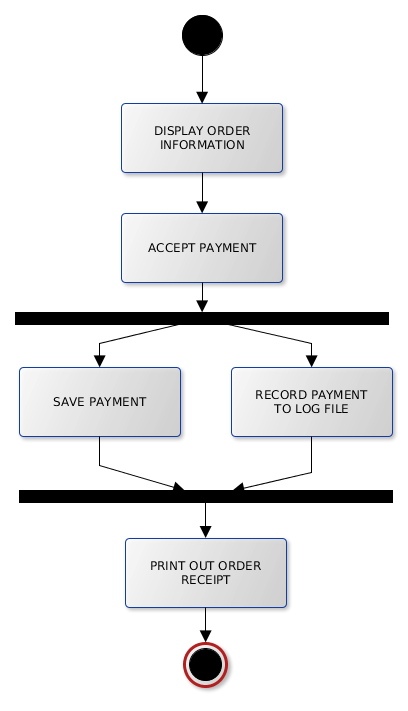 DISPLAY ORDER
INFORMATION
ACCEPT PAYMENT
SAVE PAYMENT
RECORD PAYMENT
TO LOG FILE
PRINT OUT ORDER
RECEIPT